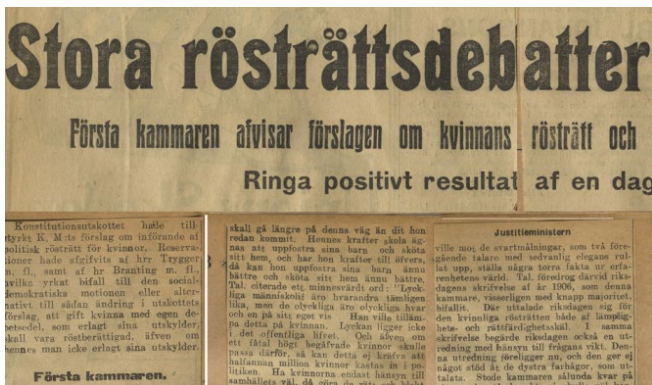 Stora rösträttsdebatter
Första kammaren afvisar förslagen om kvinnans rösträtt och
Ringa positivt resultat af en dag
Konstitutionsutskottet hade till-
styrkt K. M:ts förslag om införande af
politisk rösträtt för kvinnor. Reserva-
tioner hade afgifvits af hrr Trygger
m. fl., samt af hr Branting m. fl.,
hvilka yrkat bifall till den social-
demokratiska motionen eller alter-
nativt till sådan ändring i utskottets
förslag, att gift kvinna med egen de-
betsedel, som erlagt sina utskylder,
skall vara röstberättigad, äfven om
hennes man icke erlagt sina utskylder.
Första kammaren.
skall gå längre på denna väg än dit hon
redan kommit. Hennes krafter skola äg-
nas att uppfostra sina barn och sköta
sitt hem, och har hon krafter till öfvers,
då kan hon uppfostra sina barn ännu
bättre och sköta sitt hem ännu bättre.
Tal. citerade ett minnesvärdt ord: "Lyck-
liga människolif äro hvarandra tämligen
lika, men de olyckliga äro olyckliga hvar
och en på sitt eget vis." Han ville tilläm-
pa detta på kvinnan. Lyckan ligger icke
i det offentliga lifvet. Och äfven om
ett fåtal högt begåfvade kvinnor skulle
passa därför, så kan detta ej kräfva att
halfannan million kvinnor kastas in i po-
litiken. Ha kvinnorna enbart hänsyn till
samhällets väl, då göra de rätt och
Justitieministern
ville mot de svartmålningar, som två före-
gående talare med sedvanlig elegans rul-
lat upp, ställa några torra fakta ur erfa-
renhetens värld. Tal. föredrog därvid riks-
dagens skrifvelse af år 1906, som denna
kammare, visserligen med knapp majoritet,
bifallit. Där uttalade riksdagen sig för
den kvinnliga rösträtten både af lämplig-
hets- och rättfärdighetsskäl. I samma
skrifvelse begärde riksdagen också en ut-
redning med hänsyn till frågans vikt. Den-
na utredning föreligger nu, och den ger ej
något stöd åt de dystra farhågor, som ut-
talats. Stode kammaren sålunda kvar på